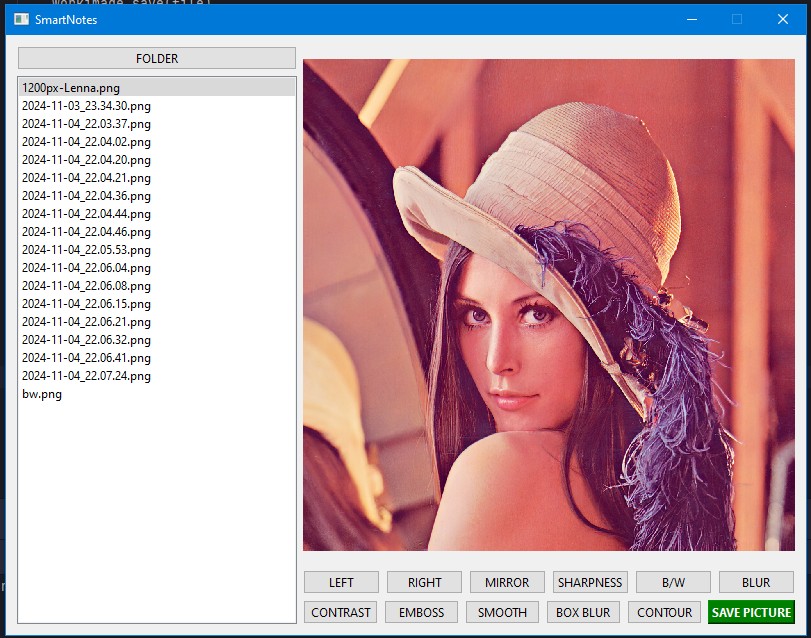 workimage.save(file)
SmartNotes
FOLDER
1200px-Lenna.png
2024-11-03_23.34.30.png
2024-11-04_22.03.37.png
2024-11-04_22.04.02.png
2024-11-04_22.04.20.png
2024-11-04_22.04.21.png
2024-11-04_22.04.36.png
2024-11-04_22.04.44.png
2024-11-04_22.04.46.png
2024-11-04_22.05.53.png
2024-11-04_22.06.04.png
2024-11-04_22.06.08.png
2024-11-04_22.06.15.png
2024-11-04_22.06.21.png
2024-11-04_22.06.32.png
2024-11-04_22.06.41.png
2024-11-04_22.07.24.png
bw.png
LEFT RIGHT MIRROR SHARPNESS B/W BLUR
CONTRAST EMBOSS SMOOTH BOX BLUR CONTOUR SAVE PICTURE